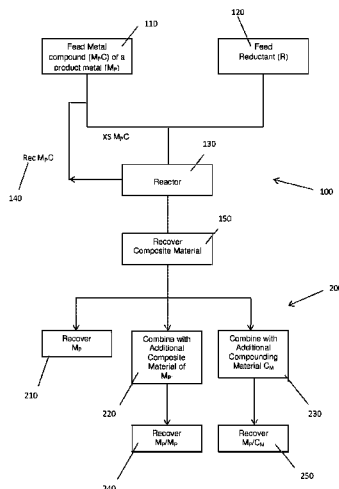 110
120
Feed Metal
compound (MPC) of a
product metal (MP)
Feed
Reductant (R)
XS MPC
130
Rec MPC
Reactor
100
140
150
Recover
Composite Material
200
Recover
MP
Combine with
Additional
Composite
Material of
MP
Combine with
Additional
Compounding
Material CM
210
220
230
Recover
MP/MP
Recover
MP/CM
240
250